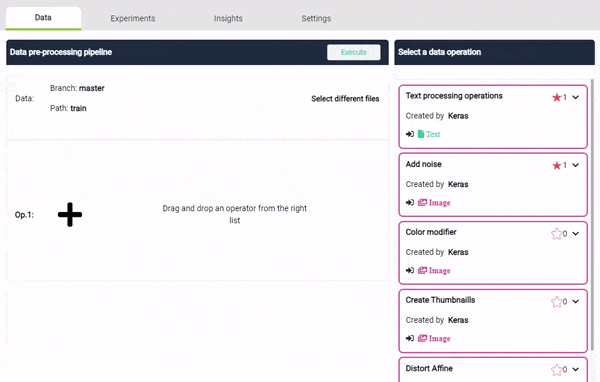 Data Experiments Insights Settings
Data pre-processing pipeline Execute
Data: Branch: master
Path: train
Select different files
Op.1: Drag and drop an operator from the right
list
Select a data operation
Text processing operations 1
Created by Keras
Text
Add noise 1
Created by Keras
Image
Color modifier 0
Created by Keras
Image
Create Thumbnaills 0
Created by Keras
Image
Distort Affine 0